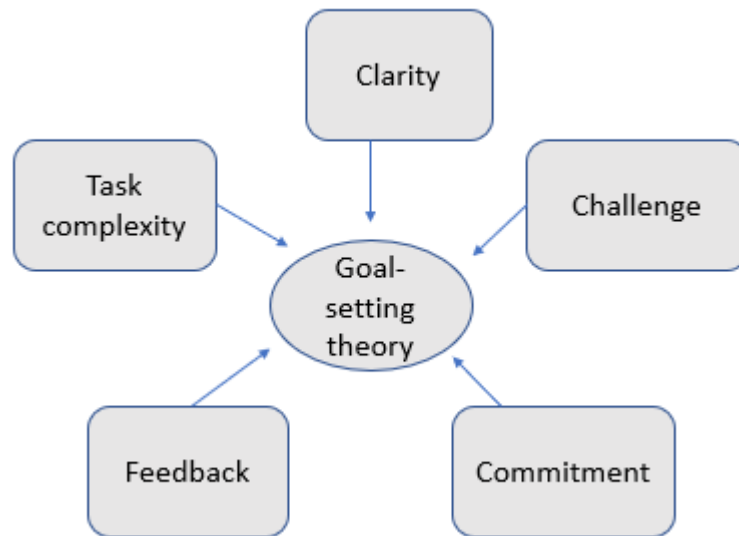 Clarity
Task
complexity
Challenge
Goal-
setting
theory
Feedback
Commitment